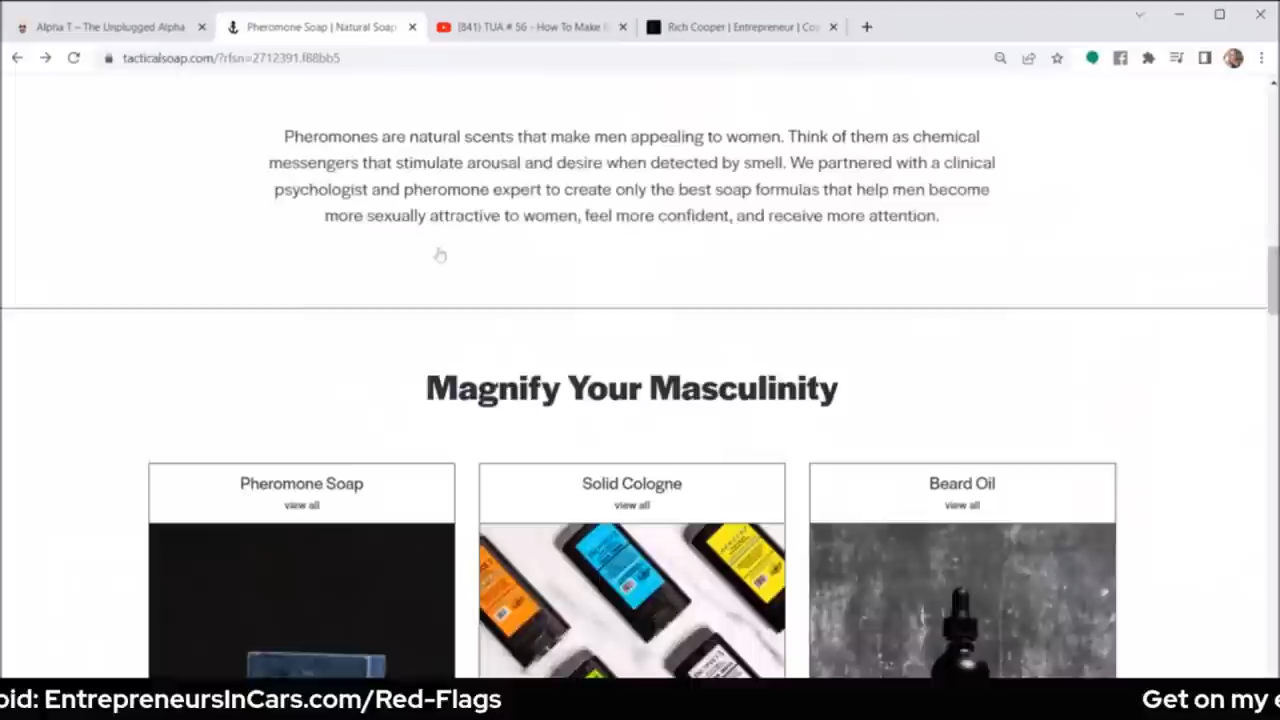 Alpha T – The Unplugged Alpha
Pheromone Soap | Natural Soap
(841) TUA # 56 - How To Make
Rich Cooper | Entrepreneur | Co
tacticalsoap.com/?rfsn=2712391.f88bb5
Pheromones are natural scents that make men appealing to women. Think of them as chemical
messengers that stimulate arousal and desire when detected by smell. We partnered with a clinical
psychologist and pheromone expert to create only the best soap formulas that help men become
more sexually attractive to women, feel more confident, and receive more attention.
Magnify Your Masculinity
Pheromone Soap
view all
Solid Cologne
view all
Beard Oil
view all
oid: EntrepreneursInCars.com/Red-Flags
Get on my e